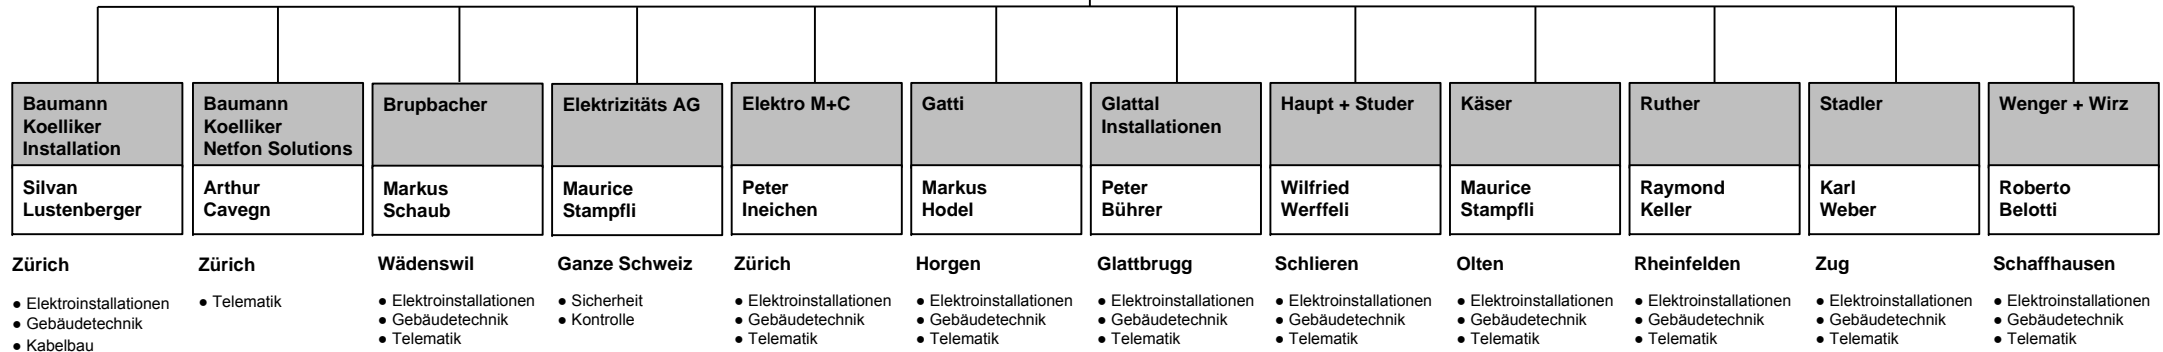 Baumann
Koelliker
Installation
Silvan
Lustenberger
Zürich
● Elektroinstallationen
● Gebäudetechnik
● Kabelbau
Baumann
Koelliker
Netfon Solutions
Arthur
Cavegn
Zürich
● Telematik
Brupbacher
Markus
Schaub
Wädenswil
● Elektroinstallationen
● Gebäudetechnik
● Telematik
Elektrizitäts AG
Maurice
Stampfli
Ganze Schweiz
● Sicherheit
● Kontrolle
Elektro M+C
Peter
Ineichen
Zürich
● Elektroinstallationen
● Gebäudetechnik
● Telematik
Gatti
Markus
Hodel
Horgen
● Elektroinstallationen
● Gebäudetechnik
● Telematik
Glattal
Installationen
Peter
Bührer
Glattbrugg
● Elektroinstallationen
● Gebäudetechnik
● Telematik
Haupt + Studer
Wilfried
Werffeli
Schlieren
● Elektroinstallationen
● Gebäudetechnik
● Telematik
Käser
Maurice
Stampfli
Olten
● Elektroinstallationen
● Gebäudetechnik
● Telematik
Ruther
Raymond
Keller
Rheinfelden
● Elektroinstallationen
● Gebäudetechnik
● Telematik
Stadler
Karl
Weber
Zug
● Elektroinstallationen
● Gebäudetechnik
● Telematik
Wenger + Wirz
Roberto
Belotti
Schaffhausen
● Elektroinstallationen
● Gebäudetechnik
● Telematik